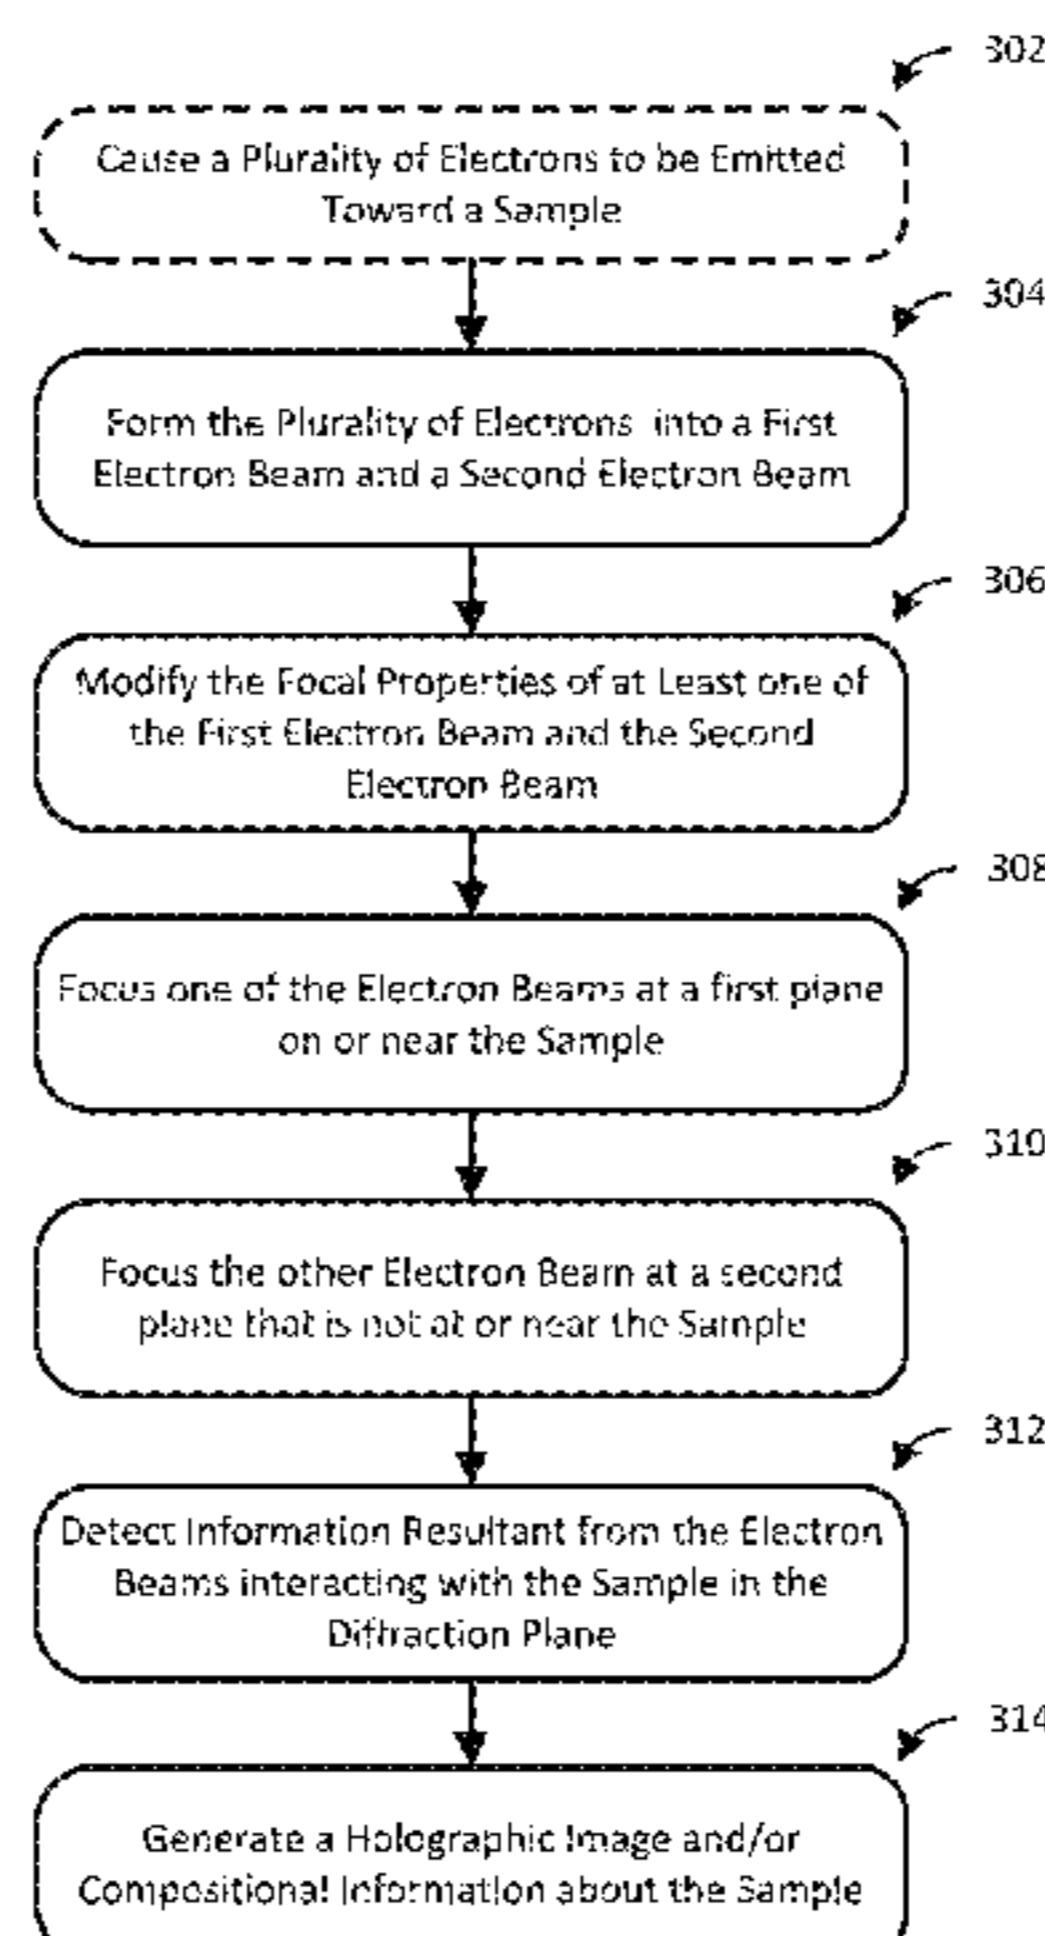 302
Cause a Plurality of Electrons to be Emitted
Toward a Sample
304
Form the Plurality of Electrons into a First
Electron Beam and a Second Electron Beam
306
Modify the Focal Properties of at Least one of
the First Electron Beam and the Second
Electron Beam
308
Focus one of the Electron Beams at a first plane
on or near the Sample
310
Focus the other Electron Beam at a second
plane that is not at or near the Sample
312
Detect Information Resultant from the Electron
Beams interacting with the Sample in the
Diffraction Plane
314
Generate a Holographic Image and/or
Compositional Information about the Sample